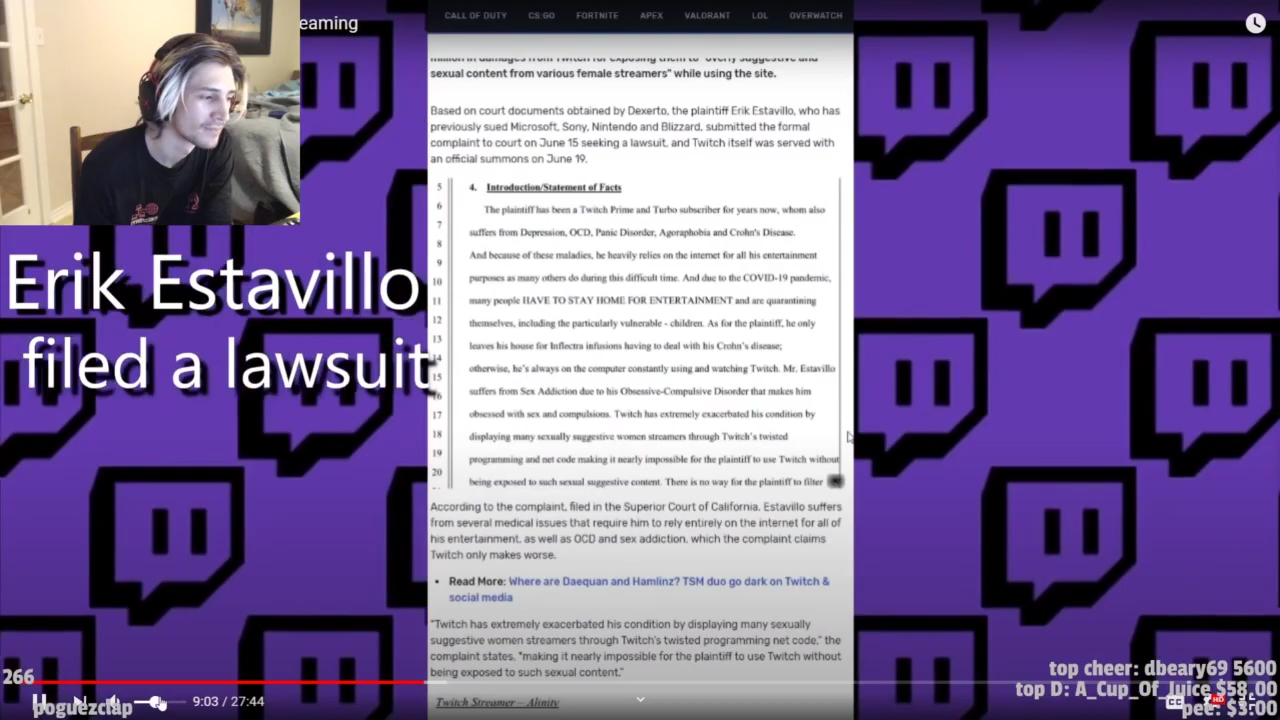 eaming
CALL OF DUTY CS:GO FORTNITE APEX VALORANT LOL OVERWATCH
million in damages from Twitch for exposing them to "overly suggestive and
sexual content from various female streamers" while using the site.
Based on court documents obtained by Dexerto, the plaintiff Erik Estavillo, who has
previously sued Microsoft, Sony, Nintendo and Blizzard, submitted the formal
complaint to court on June 15 seeking a lawsuit, and Twitch itself was served with
an official summons on June 19.
5 4. Introduction/Statement of Facts
6 The plaintiff has been a Twitch Prime and Turbo subscriber for years now, whom also
7 suffers from Depression, OCD, Panic Disorder, Agoraphobia and Crohn's Disease.
8
9 And because of these maladies, he heavily relies on the internet for all his entertainment
10 purposes as many others do during this difficult time. And due to the COVID-19 pandemic,
11 many people HAVE TO STAY HOME FOR ENTERTAINMENT and are quarantining
12 themselves, including the particularly vulnerable - children. As for the plaintiff, he only
13 leaves his house for Inflectra infusions having to deal with his Crohn's disease;
14
15 otherwise, he's always on the computer constantly using and watching Twitch. Mr. Estavillo
16 suffers from Sex Addiction due to his Obsessive-Compulsive Disorder that makes him
17 obsessed with sex and compulsions. Twitch has extremely exacerbated his condition by
18 displaying many sexually suggestive women streamers through Twitch's twisted
19 programming and net code making it nearly impossible for the plaintiff to use Twitch without
20 being exposed to such sexual suggestive content. There is no way for the plaintiff to filter
Erik Estavillo
filed a lawsuit
According to the complaint, filed in the Superior Court of California, Estavillo suffers
from several medical issues that require him to rely entirely on the internet for all of
his entertainment, as well as OCD and sex addiction, which the complaint claims
Twitch only makes worse.
• Read More: Where are Daequan and Hamlinz? TSM duo go dark on Twitch &
social media
"Twitch has extremely exacerbated his condition by displaying many sexually
suggestive women streamers through Twitch's twisted programming net code," the
complaint states, "making it nearly impossible for the plaintiff to use Twitch without
being exposed to such sexual content."
Twitch Streamer – Alinity
266
poguezclap
9:03 / 27:44
top cheer: dbeary69 5600
top D: A_Cup_Of_Juice $58.00
pet: $3.00
CC
HD